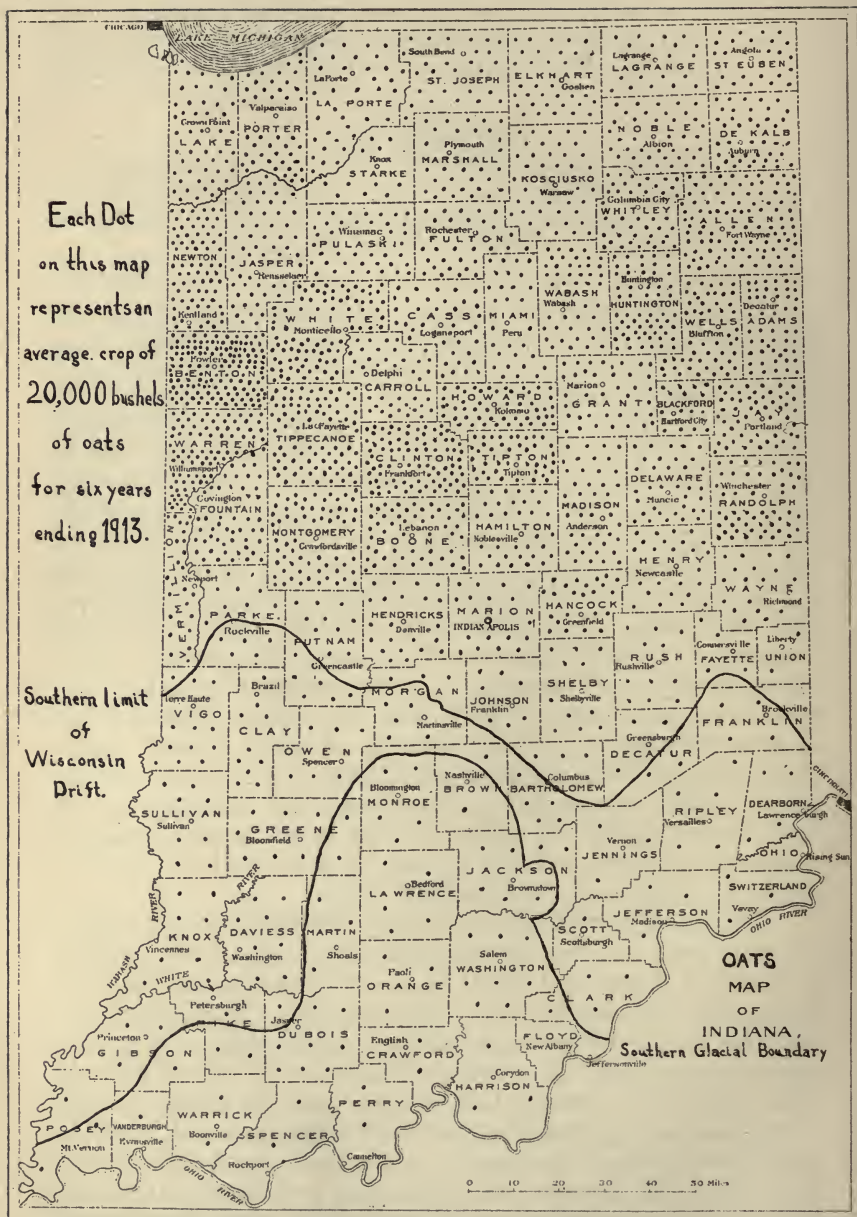 CHICAGO
LAKE MICHIGAN
South Bend
LaPorte
LA PORTE
ST. JOSEPH
ELKHART
Goshen
Lagrange
LAGRANGE
Angola
STEUBEN
Valparaiso
PORTER
Crown Point
LAKE
Knox
STARKE
Plymouth
MARSHALL
KOSCIUSKO
Warsaw
NOBLE
Albion
DE KALB
Auburn
Columbia City
WHITLEY
ALLEN
Fort Wayne
Each Dot
on this map
represents an
average. crop of
20,000 bushels
of oats
for six years
ending 1913.
NEWTON
Kentland
JASPER
Rensselaer
Winamac
PULASKI
Rochester
FULTON
WHITE
Monticello
CASS
Logansport
MIAMI
Peru
WABASH
Wabash
Huntington
HUNTINGTON
WELLS
Bluffton
Decatur
ADAMS
Fowler
BENTON
Delphi
CARROLL
HOWARD
Kokomo
Marion
GRANT
BLACKFORD
Hartford City
JAY
Portland
WARREN
Williamsport
LaFayette
TIPPECANOE
CLINTON
Frankfort
TIPTON
Tipton
Covington
FOUNTAIN
MONTGOMERY
Crawfordsville
Lebanon
BOONE
HAMILTON
Noblesville
MADISON
Anderson
DELAWARE
Muncie
Winchester
RANDOLPH
VERMILLION
Newport
PARKE
Rockville
PUTNAM
Greencastle
HENDRICKS
Danville
MARION
INDIANAPOLIS
HANCOCK
Greenfield
HENRY
Newcastle
WAYNE
Richmond
RUSH
Rushville
Connersville
FAYETTE
Liberty
UNION
Southern limit
of
Wisconsin
Drift.
Terre Haute
VIGO
Brazil
CLAY
OWEN
Spencer
MORGAN
Martinsville
JOHNSON
Franklin
SHELBY
Shelbyville
Greensburgh
DECATUR
Brookville
FRANKLIN
CINCINNATI
SULLIVAN
Sullivan
GREENE
Bloomfield
Bloomington
MONROE
Nashville
BROWN
Columbus
BARTHOLOMEW
Vernon
JENNINGS
RIPLEY
Versailles
DEARBORN
Lawrenceburgh
OHIO
Rising Sun
SWITZERLAND
Vevay
OHIO RIVER
WABASH RIVER
KNOX
Vincennes
WHITE RIVER
DAVIESS
Washington
MARTIN
Shoals
Bedford
LAWRENCE
JACKSON
Brownstown
SCOTT
Scottsburgh
JEFFERSON
Madison
Paoli
ORANGE
Salem
WASHINGTON
CLARK
OATS
MAP
OF
INDIANA,
Southern Glacial Boundary
Petersburgh
PIKE
Princeton
GIBSON
Jasper
DUBOIS
English
CRAWFORD
FLOYD
New Albany
Jeffersonville
Corydon
HARRISON
POSEY
Mt. Vernon
VANDERBURGH
Evansville
WARRICK
Boonville
SPENCER
Rockport
PERRY
Cannelton
OHIO RIVER
0 10 20 30 40 50 Miles